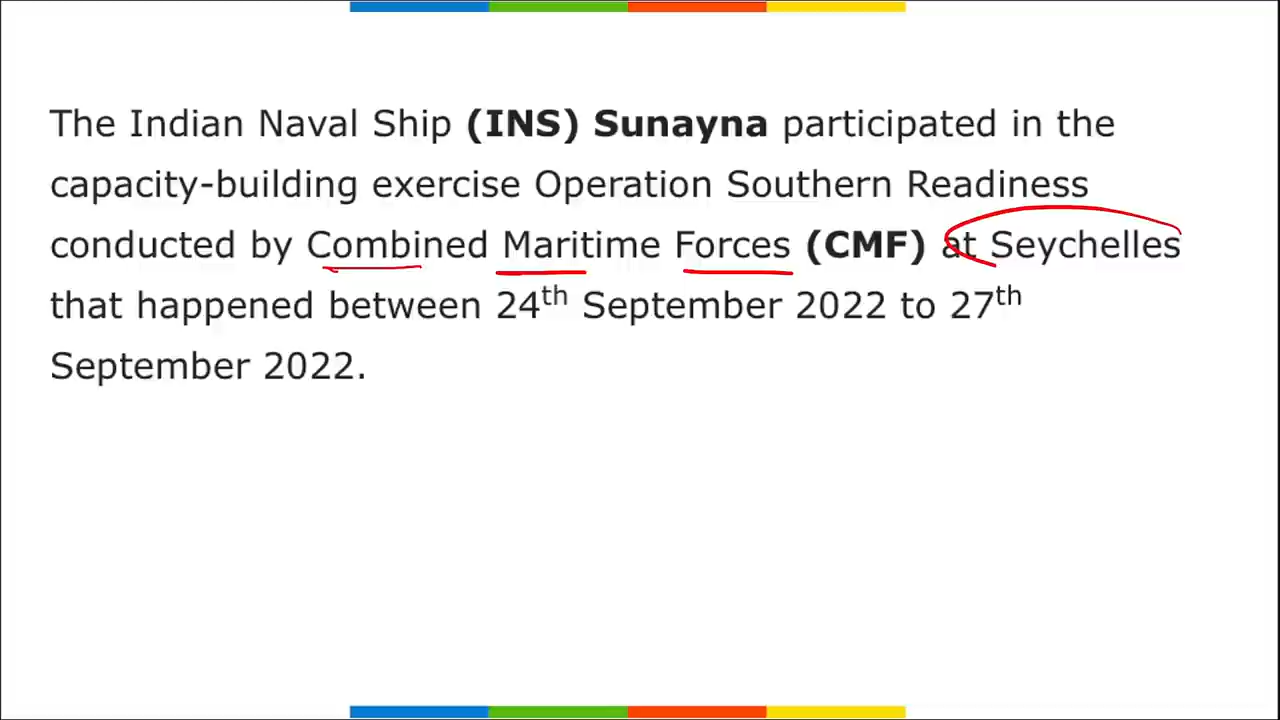 The Indian Naval Ship (INS) Sunayna participated in the
capacity-building exercise Operation Southern Readiness
conducted by Combined Maritime Forces (CMF) at Seychelles
that happened between 24th September 2022 to 27th
September 2022.